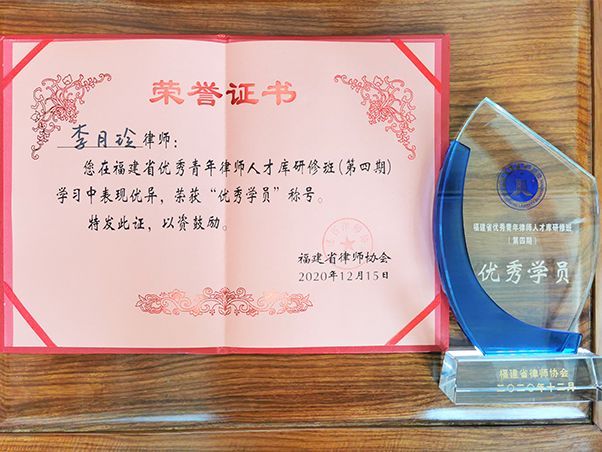 荣誉证书
李月玲律师：
您在福建省优秀青年律师人才库研修班(第四期)
学习中表现优异，荣获“优秀学员”称号。
特发此证，以资鼓励。
福建省律师协会
2020年12月15日
福建省优秀青年律师人才库研修班
(第四期)
优秀学员
福建省律师协会
二〇二〇年十二月